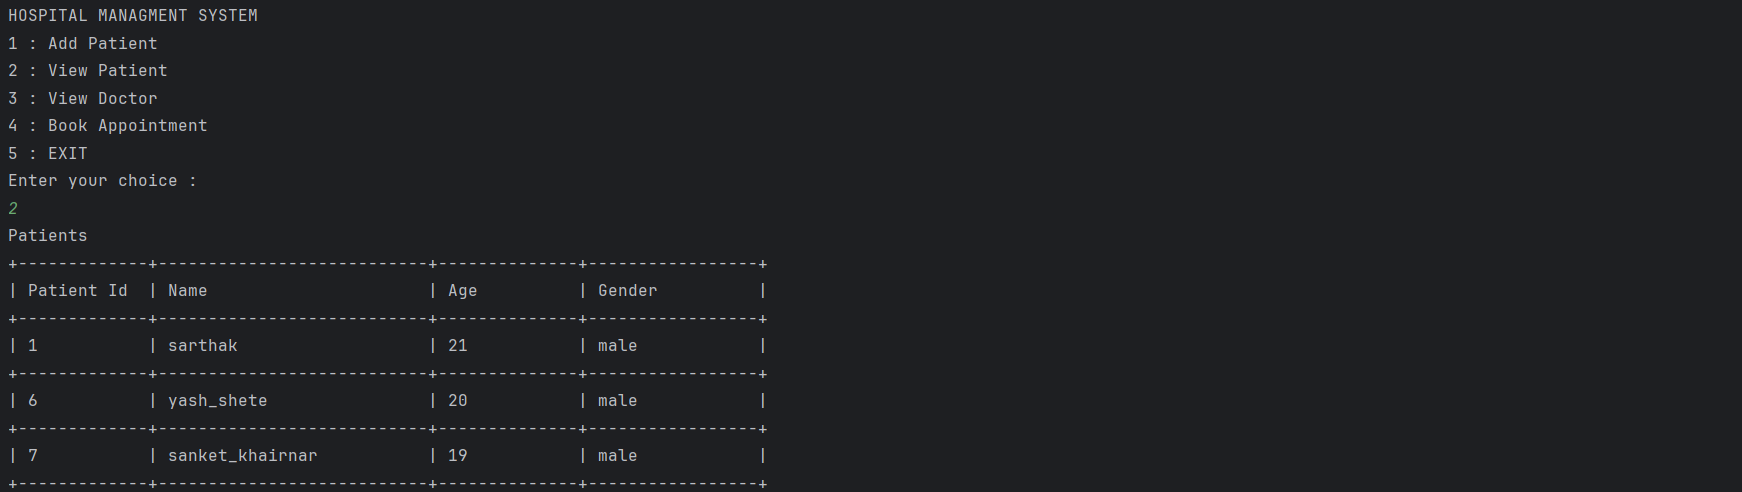 HOSPITAL MANAGMENT SYSTEM
1 : Add Patient
2 : View Patient
3 : View Doctor
4 : Book Appointment
5 : EXIT
Enter your choice :
2
Patients
+-------------+---------------------------+--------------+-----------------+
| Patient Id  | Name                      | Age          | Gender          |
+-------------+---------------------------+--------------+-----------------+
| 1           | sarthak                   | 21           | male            |
+-------------+---------------------------+--------------+-----------------+
| 6           | yash_shete                | 20           | male            |
+-------------+---------------------------+--------------+-----------------+
| 7           | sanket_khairnar           | 19           | male            |
+-------------+---------------------------+--------------+-----------------+